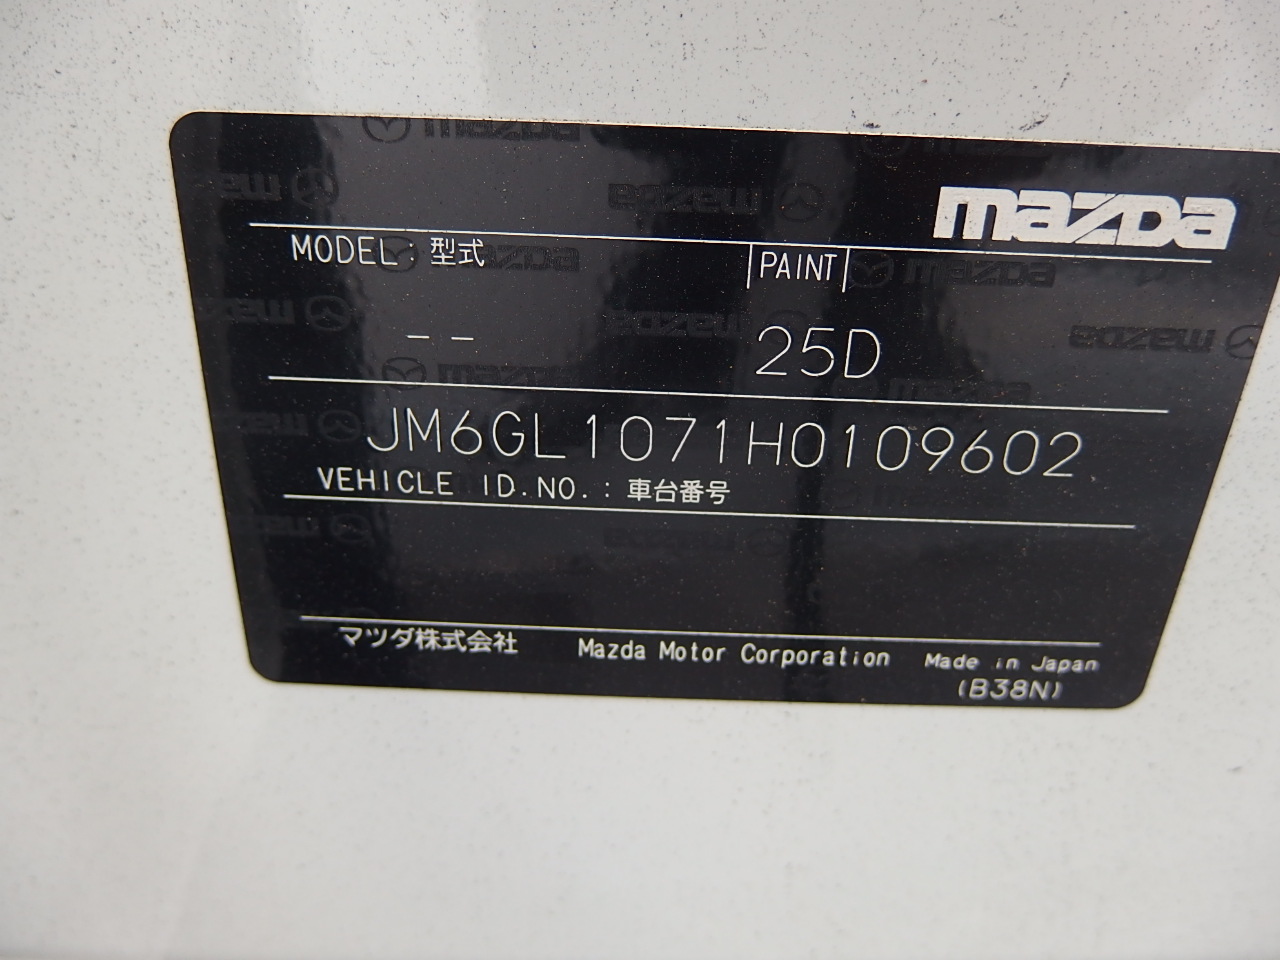 mazda
MODEL : 型式 PAINT
-- 25D
JM6GL1071H0109602
VEHICLE ID.NO. : 車台番号
マツダ株式会社 Mazda Motor Corporation Made in Japan
(B38N)